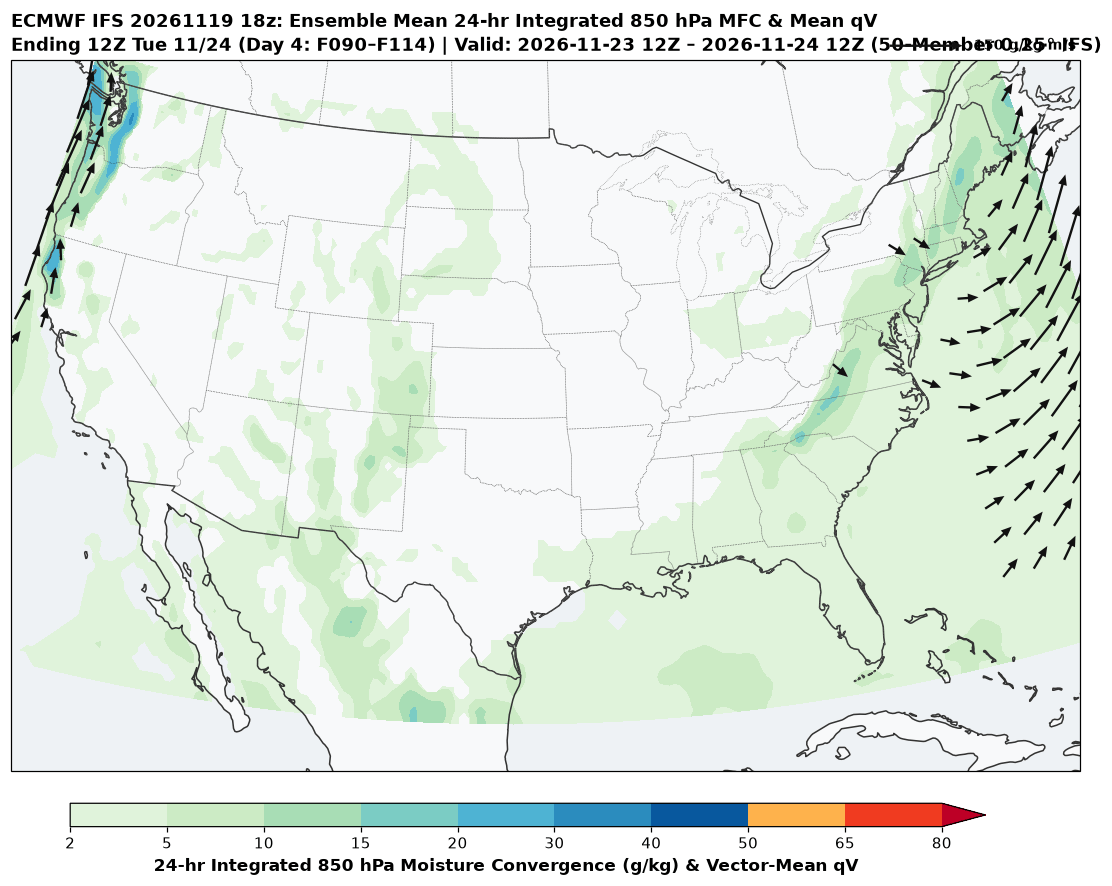 ECMWF IFS 20261119 18z: Ensemble Mean 24-hr Integrated 850 hPa MFC & Mean qV
Ending 12Z Tue 11/24 (Day 4: F090–F114) | Valid: 2026-11-23 12Z – 2026-11-24 12Z (50-Member 0.25° IFS)
2 5 10 15 20 30 40 50 65 80
24-hr Integrated 850 hPa Moisture Convergence (g/kg) & Vector-Mean qV